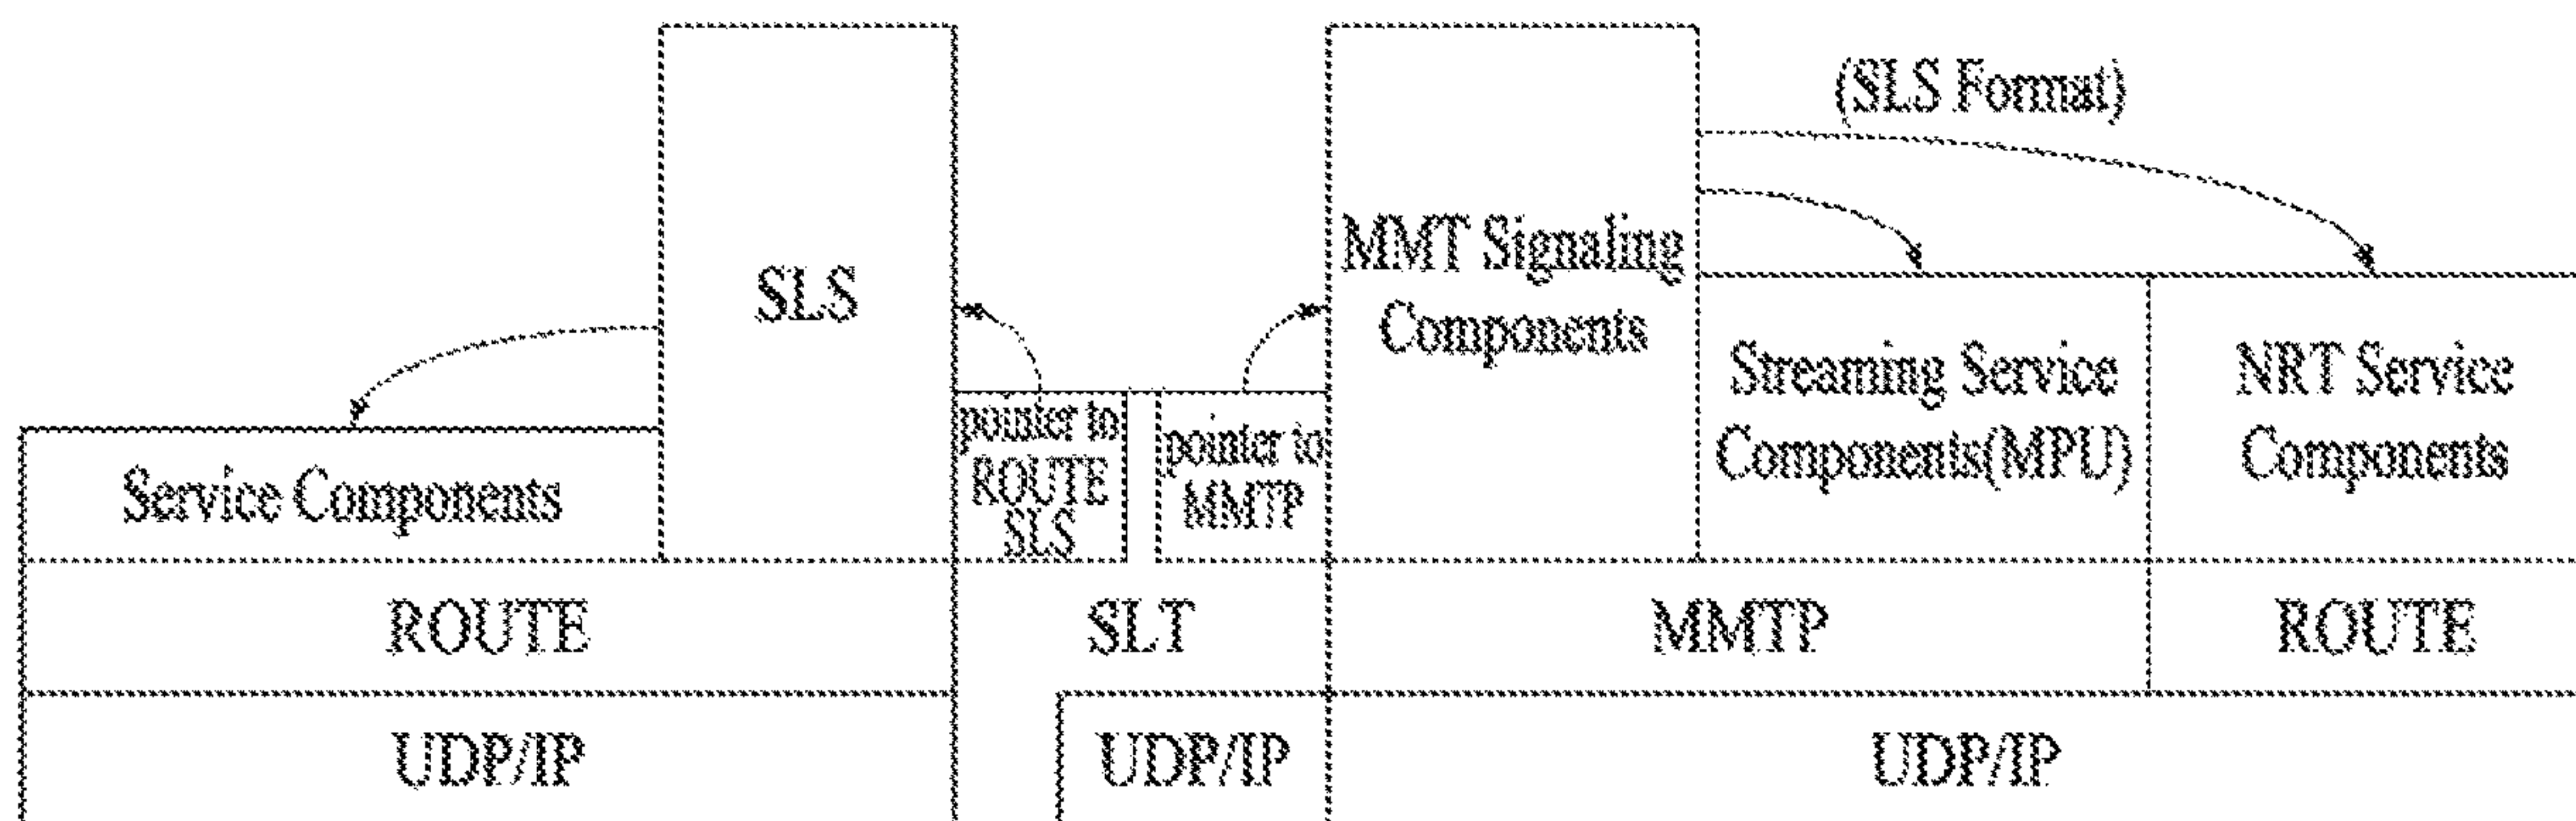 (SLS Format)
SLS
MMT Signaling
Components
Service Components
pointer to
ROUTE
SLS
pointer to
MMTP
Streaming Service
Components(MPU)
NRT Service
Components
ROUTE
SLT
MMTP
ROUTE
UDP/IP
UDP/IP
UDP/IP